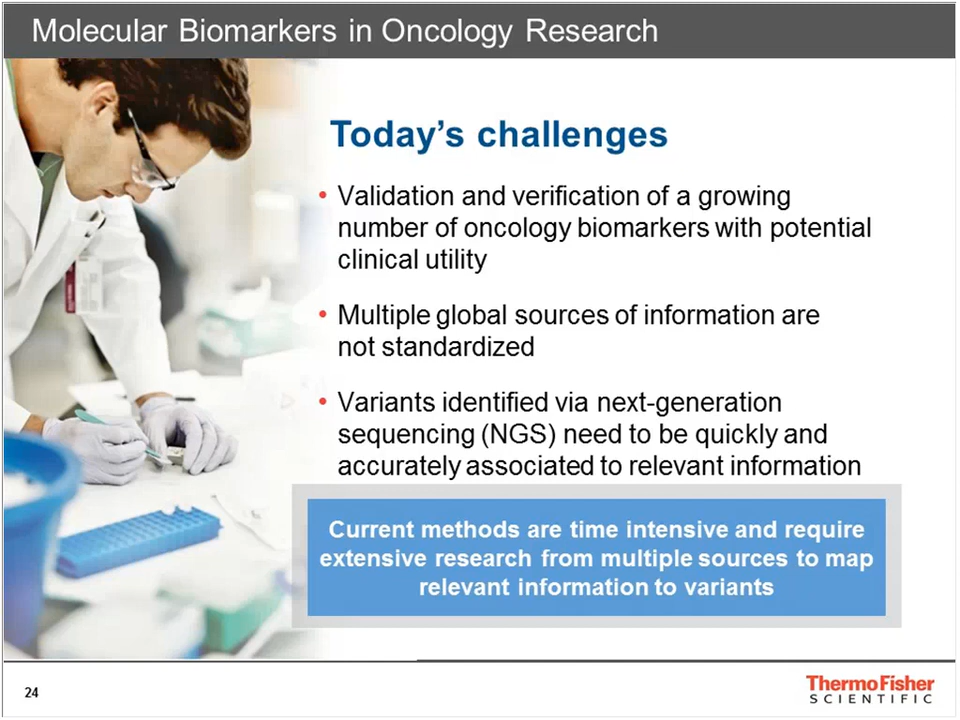 Molecular Biomarkers in Oncology Research
Today's challenges
• Validation and verification of a growing
number of oncology biomarkers with potential
clinical utility
• Multiple global sources of information are
not standardized
• Variants identified via next-generation
sequencing (NGS) need to be quickly and
accurately associated to relevant information
Current methods are time intensive and require
extensive research from multiple sources to map
relevant information to variants
24
ThermoFisher
SCIENTIFIC